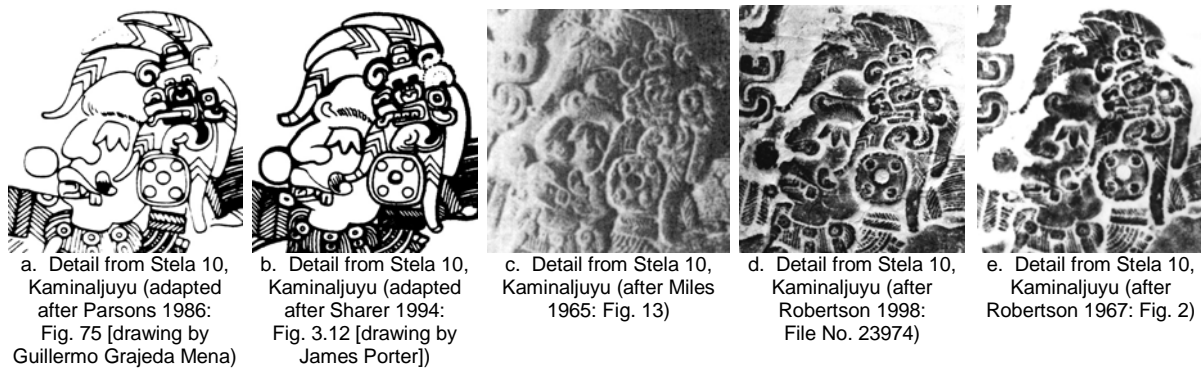 a. Detail from Stela 10,
Kaminaljuyu (adapted
after Parsons 1986:
Fig. 75 [drawing by
Guillermo Grajeda Mena)
b. Detail from Stela 10,
Kaminaljuyu (adapted
after Sharer 1994:
Fig. 3.12 [drawing by
James Porter])
c. Detail from Stela 10,
Kaminaljuyu (after Miles
1965: Fig. 13)
d. Detail from Stela 10,
Kaminaljuyu (after
Robertson 1998:
File No. 23974)
e. Detail from Stela 10,
Kaminaljuyu (after
Robertson 1967: Fig. 2)